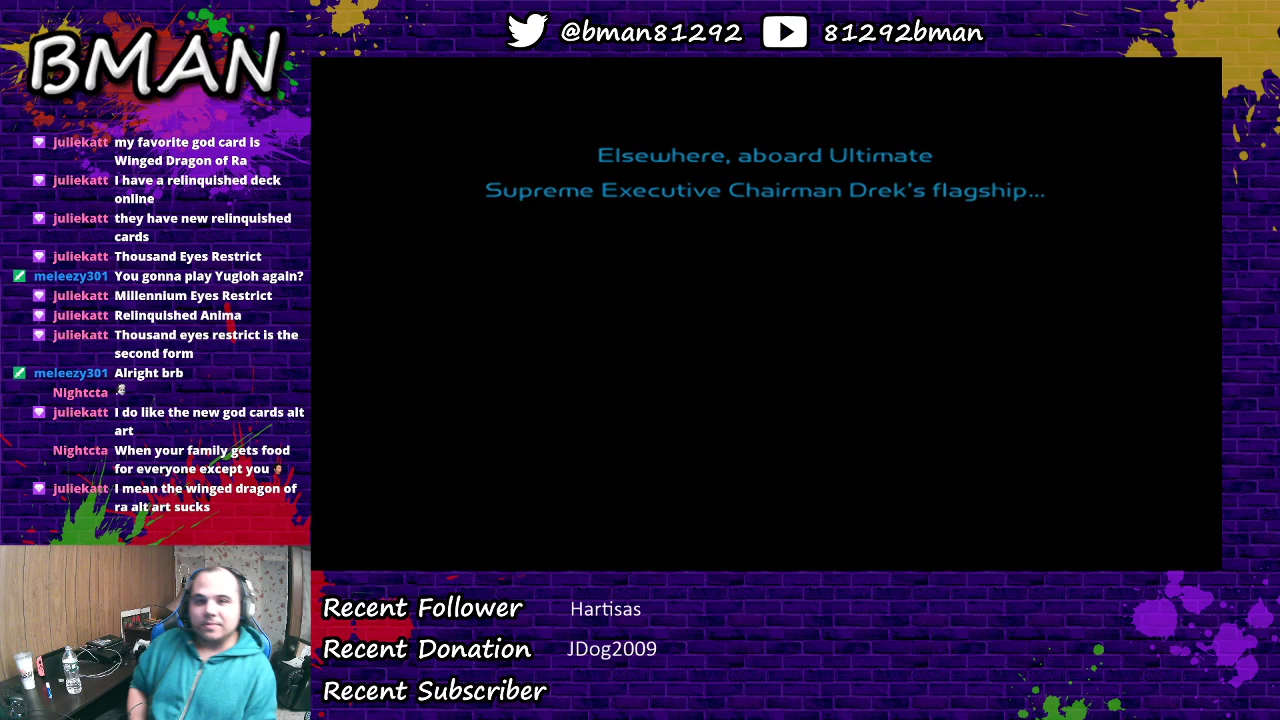 BMAN
@bman81292 81292bman
juliekatt my favorite god card is
Winged Dragon of Ra
juliekatt I have a relinquished deck
online
juliekatt they have new relinquished
cards
juliekatt Thousand Eyes Restrict
meleezy301 You gonna play Yugioh again?
juliekatt Millennium Eyes Restrict
juliekatt Relinquished Anima
juliekatt Thousand eyes restrict is the
second form
meleezy301 Alright brb
Nightcta
juliekatt I do like the new god cards alt
art
Nightcta When your family gets food
for everyone except you
juliekatt I mean the winged dragon of
ra alt art sucks
Elsewhere, aboard Ultimate
Supreme Executive Chairman Drek's flagship...
Recent Follower Hartisas
Recent Donation JDog2009
Recent Subscriber